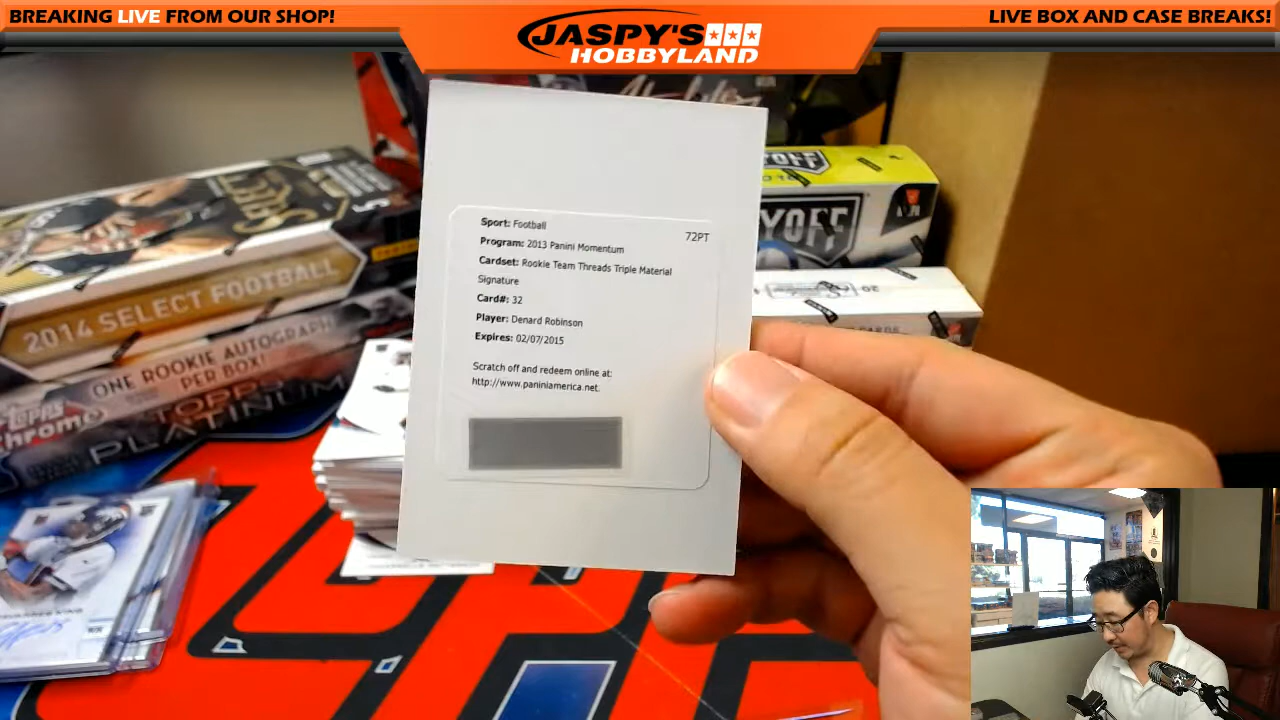 BREAKING LIVE FROM OUR SHOP!
JASPY'S
HOBBYLAND
LIVE BOX AND CASE BREAKS!
Sport: Football
72PT
Program: 2013 Panini Momentum
Cardset: Rookie Team Threads Triple Material
Signature
Card#: 32
Player: Denard Robinson
Expires: 02/07/2015
Scratch off and redeem online at:
http://www.paniniamerica.net.
SELECT
2014 SELECT FOOTBALL
ONE ROOKIE AUTOGRAPH
PER BOX!
TOPPS
Chrome
PLATINUM